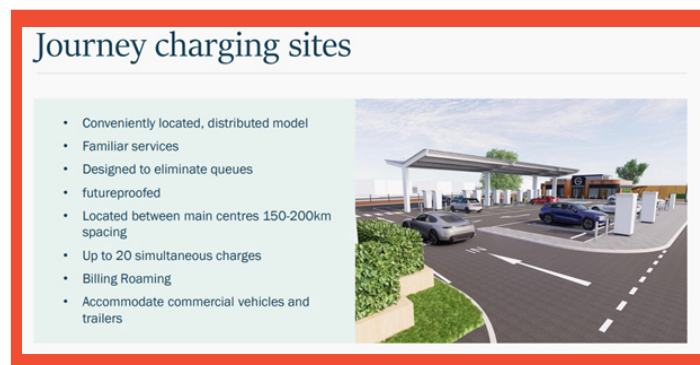 Journey charging sites
• Conveniently located, distributed model
• Familiar services
• Designed to eliminate queues
• futureproofed
• Located between main centres 150-200km
spacing
• Up to 20 simultaneous charges
• Billing Roaming
• Accommodate commercial vehicles and
trailers
IN